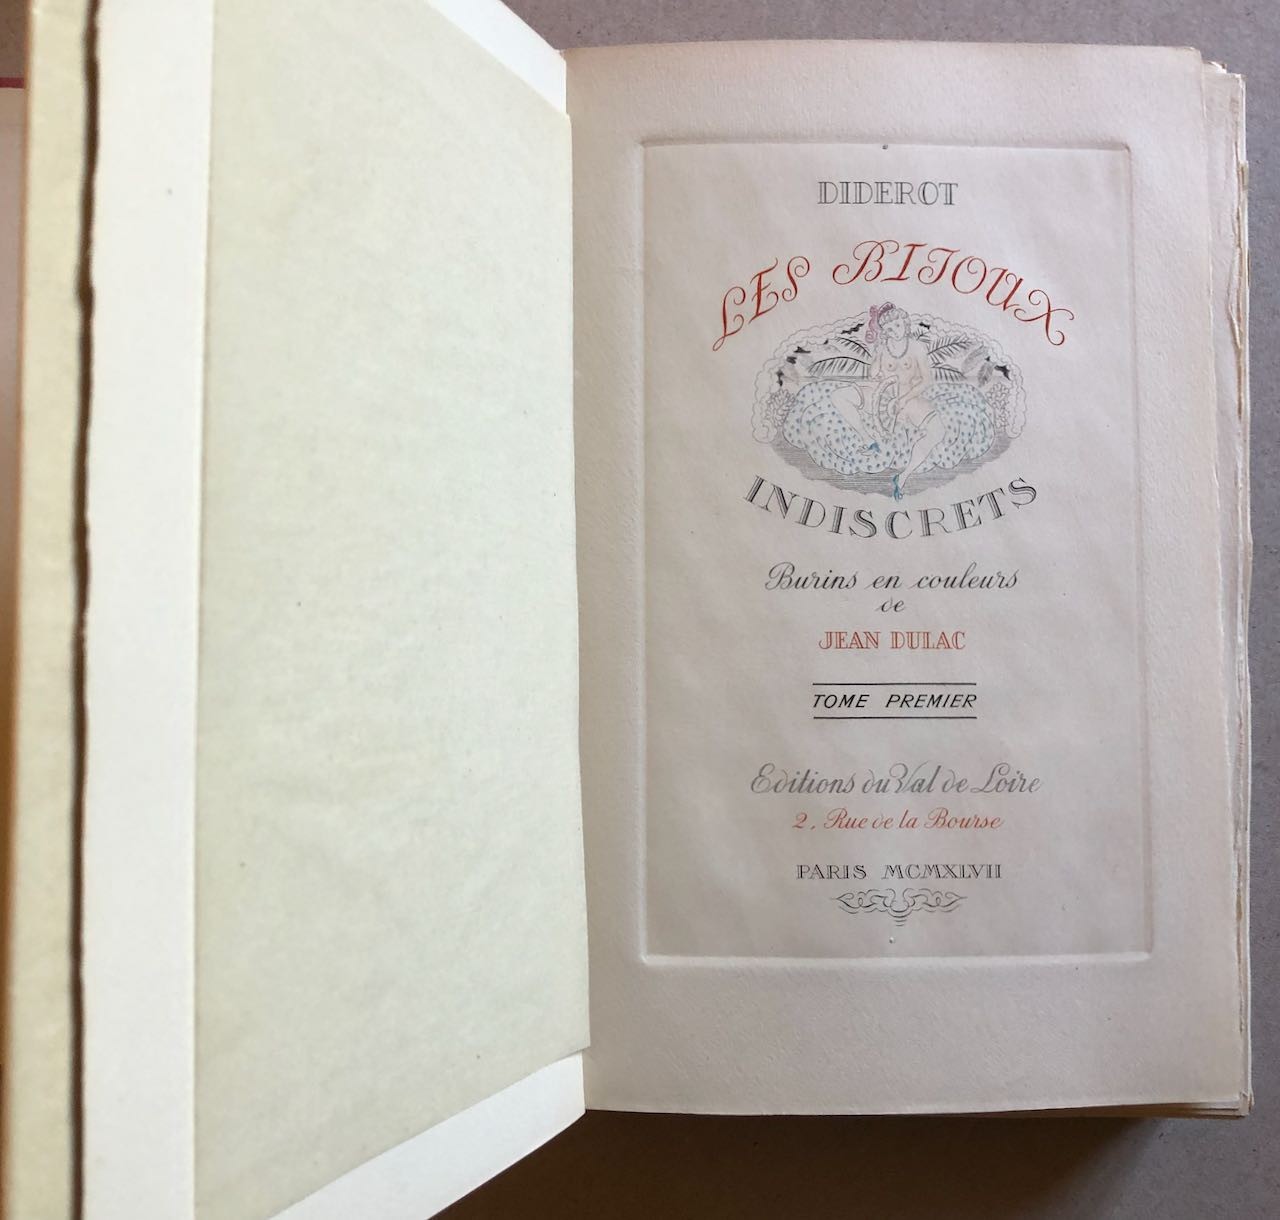 DIDEROT
LES BIJOUX
INDISCRETS
Burins en couleurs
de
JEAN DULAC
TOME PREMIER
Editions du Val de Loire
2, Rue de la Bourse
PARIS MCMXLVII